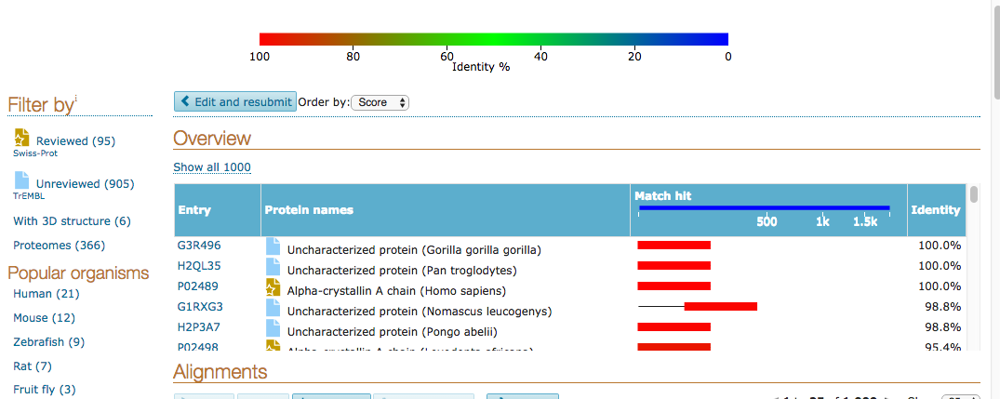 100 80 60 40 20 0
Identity %
Filter by i
Reviewed (95)
Swiss-Prot
Unreviewed (905)
TrEMBL
With 3D structure (6)
Proteomes (366)
Popular organisms
Human (21)
Mouse (12)
Zebrafish (9)
Rat (7)
Fruit fly (3)
Edit and resubmit Order by: Score
Overview
Show all 1000
Entry Protein names Match hit 500 1k 1.5k Identity
G3R496 Uncharacterized protein (Gorilla gorilla gorilla) 100.0%
H2QL35 Uncharacterized protein (Pan troglodytes) 100.0%
P02489 Alpha-crystallin A chain (Homo sapiens) 100.0%
G1RXG3 Uncharacterized protein (Nomascus leucogenys) 98.8%
H2P3A7 Uncharacterized protein (Pongo abelii) 98.8%
P02498 Alpha-crystallin A chain (Loxodonta africana) 95.4%
Alignments